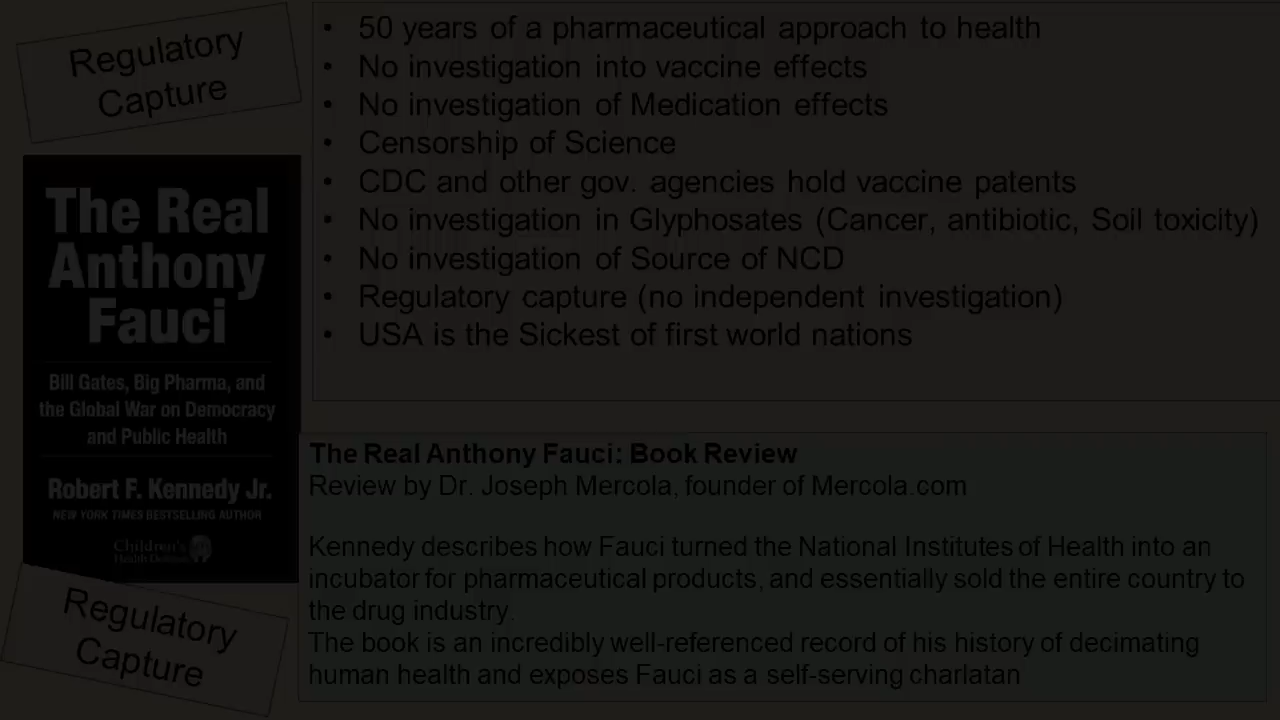 Regulatory
Capture
• 50 years of a pharmaceutical approach to health
• No investigation into vaccine effects
• No investigation of Medication effects
• Censorship of Science
• CDC and other gov. agencies hold vaccine patents
• No investigation in Glyphosates (Cancer, antibiotic, Soil toxicity)
• No investigation of Source of NCD
• Regulatory capture (no independent investigation)
• USA is the Sickest of first world nations
The Real
Anthony
Fauci
Bill Gates, Big Pharma, and
the Global War on Democracy
and Public Health
Robert F. Kennedy Jr.
NEW YORK TIMES BESTSELLING AUTHOR
Children's
Health Defense
Regulatory
Capture
The Real Anthony Fauci: Book Review
Review by Dr. Joseph Mercola, founder of Mercola.com
Kennedy describes how Fauci turned the National Institutes of Health into an
incubator for pharmaceutical products, and essentially sold the entire country to
the drug industry.
The book is an incredibly well-referenced record of his history of decimating
human health and exposes Fauci as a self-serving charlatan